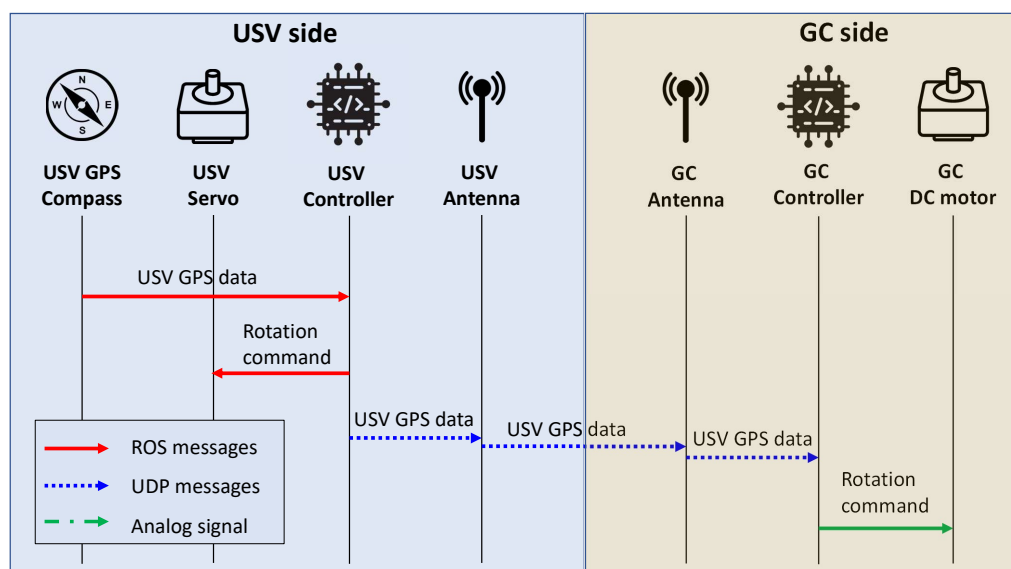 USV side
GC side
N
W
E
S
</>
</>
USV GPS
Compass
USV
Servo
USV
Controller
USV
Antenna
GC
Antenna
GC
Controller
GC
DC motor
USV GPS data
Rotation
command
USV GPS data
USV GPS data
USV GPS data
Rotation
command
ROS messages
UDP messages
Analog signal